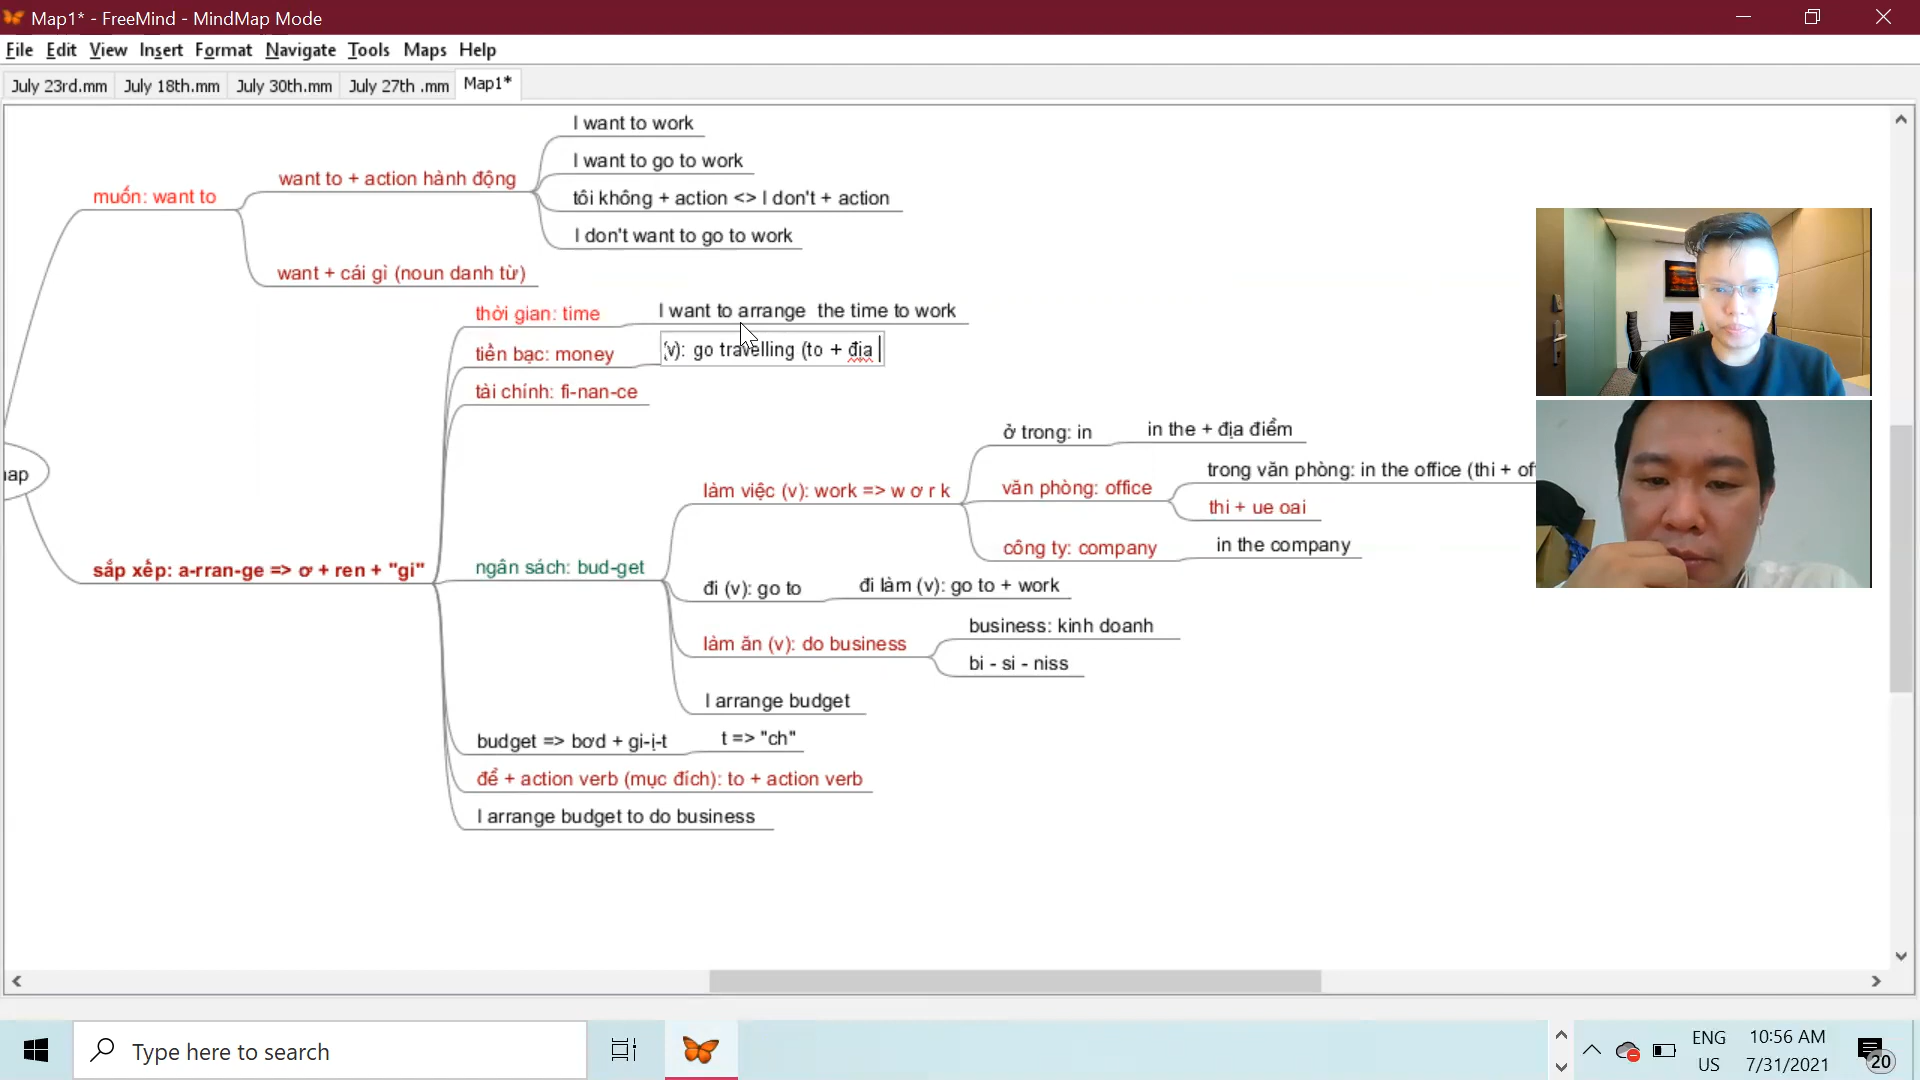 Map1* - FreeMind - MindMap Mode
File Edit View Insert Format Navigate Tools Maps Help
July 23rd.mm July 18th.mm July 30th.mm July 27th .mm Map1*
I want to work
I want to go to work
want to + action hành động
muốn: want to
tôi không + action <> I don't + action
I don't want to go to work
want + cái gì (noun danh từ)
thời gian: time
I want to arrange the time to work
tiền bạc: money
(v): go travelling (to + địa
tài chính: fi-nan-ce
ở trong: in
in the + địa điểm
trong văn phòng: in the office (thi + of
văn phòng: office
làm việc (v): work => w ơ r k
thi + ue oai
công ty: company
in the company
map
sắp xếp: a-rran-ge => ơ + ren + "gi"
ngân sách: bud-get
đi (v): go to
đi làm (v): go to + work
business: kinh doanh
làm ăn (v): do business
bi - si - niss
I arrange budget
budget => bơd + gi-ị-t
t => "ch"
để + action verb (mục đích): to + action verb
I arrange budget to do business
Type here to search
ENG
US
10:56 AM
7/31/2021
20